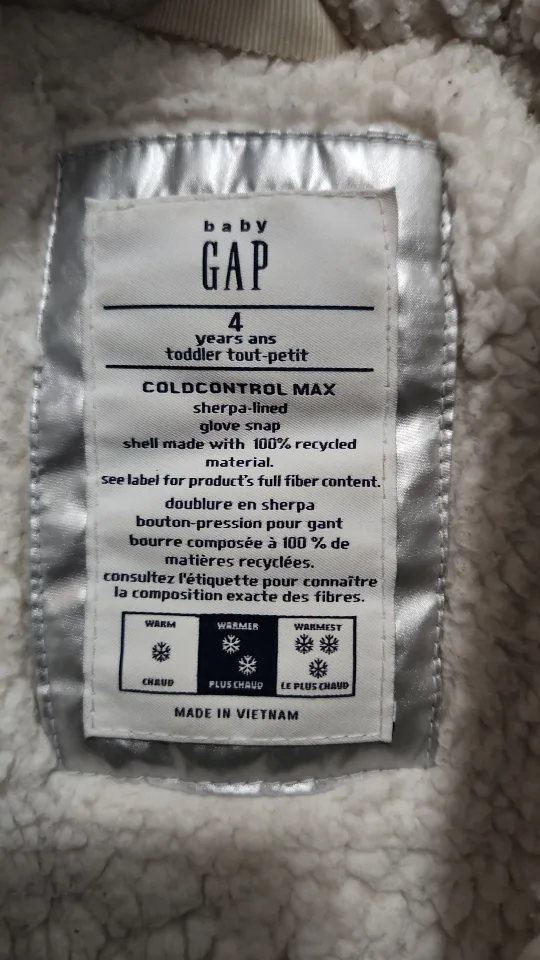 baby
GAP
4
years ans
toddler tout-petit
COLDCONTROL MAX
sherpa-lined
glove snap
shell made with 100% recycled
material.
see label for product's full fiber content.
doublure en sherpa
bouton-pression pour gant
bourre composée à 100 % de
matières recyclées.
consultez l'étiquette pour connaître
la composition exacte des fibres.
WARM WARMER WARMEST
CHAUD PLUS CHAUD LE PLUS CHAUD
MADE IN VIETNAM